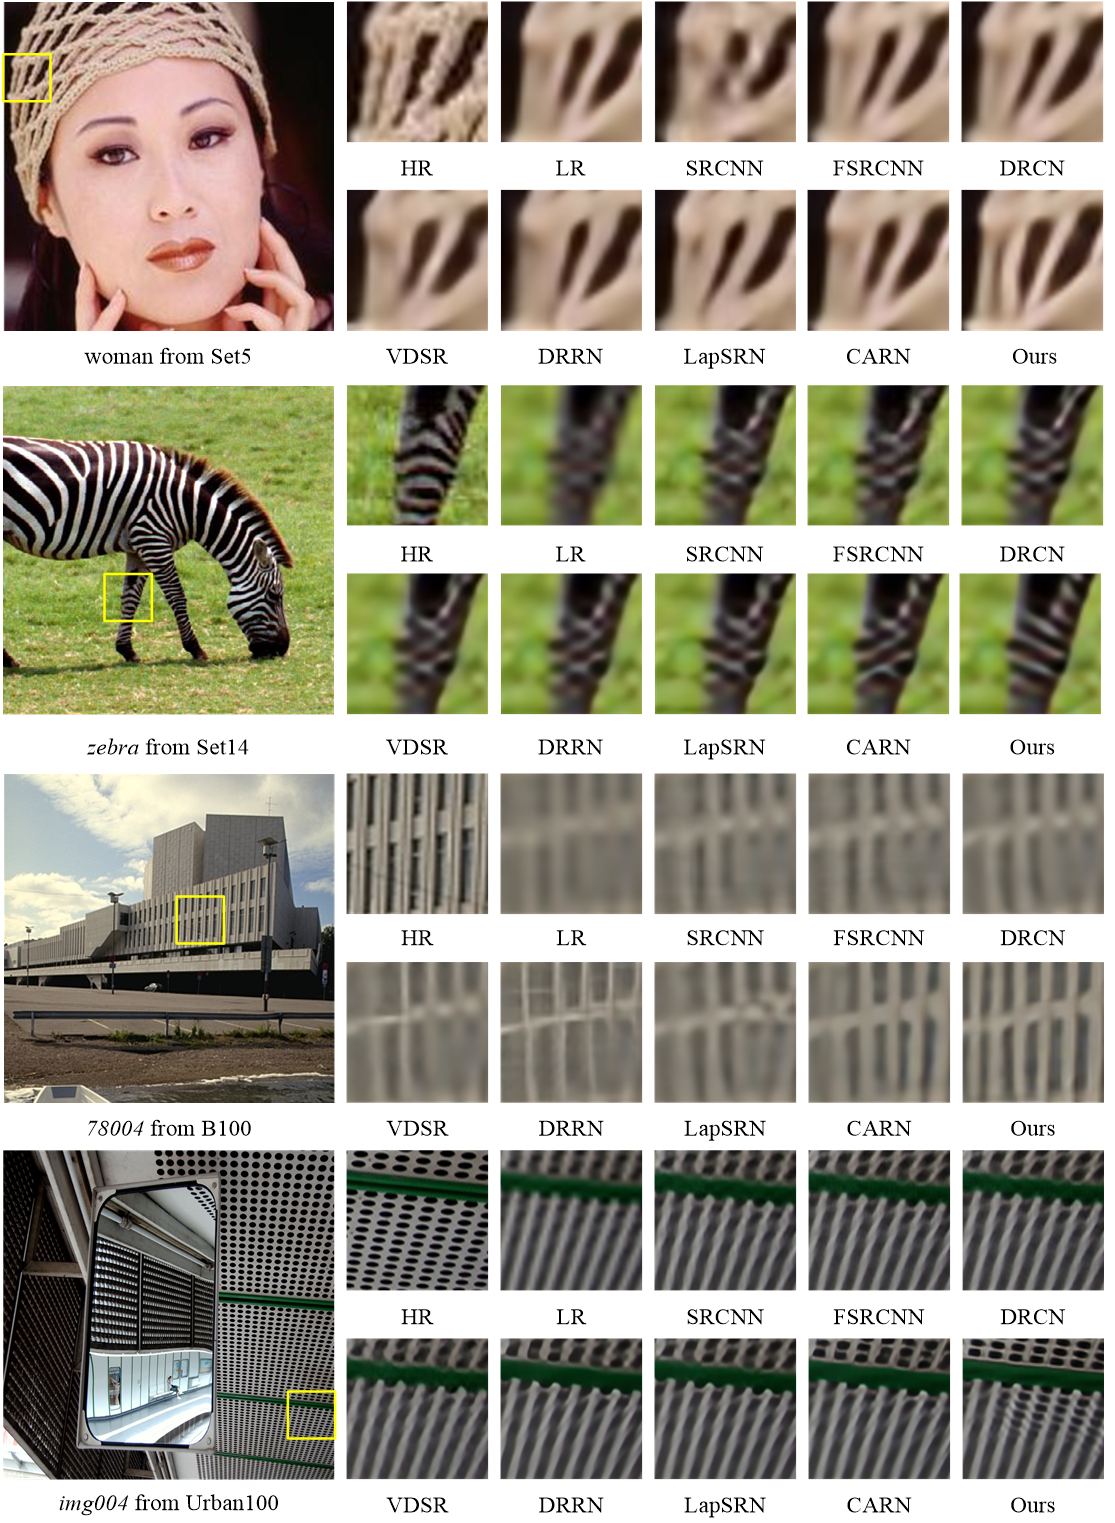 HR LR SRCNN FSRCNN DRCN
woman from Set5 VDSR DRRN LapSRN CARN Ours
HR LR SRCNN FSRCNN DRCN
zebra from Set14 VDSR DRRN LapSRN CARN Ours
HR LR SRCNN FSRCNN DRCN
78004 from B100 VDSR DRRN LapSRN CARN Ours
HR LR SRCNN FSRCNN DRCN
img004 from Urban100 VDSR DRRN LapSRN CARN Ours